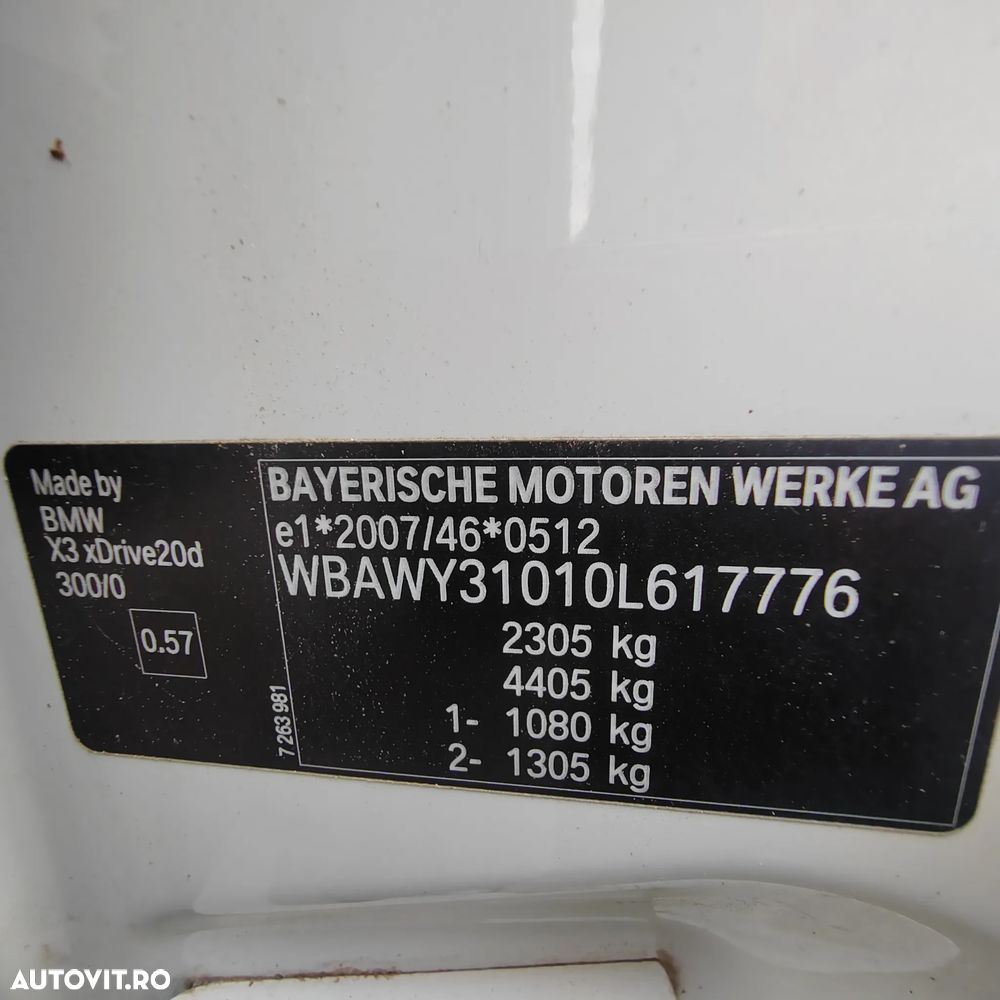 Made by
BMW
X3 xDrive20d
300/0
0.57
7 263 981
BAYERISCHE MOTOREN WERKE AG
e1*2007/46*0512
WBAWY31010L617776
2305 kg
4405 kg
1- 1080 kg
2- 1305 kg
AUTOVIT.RO